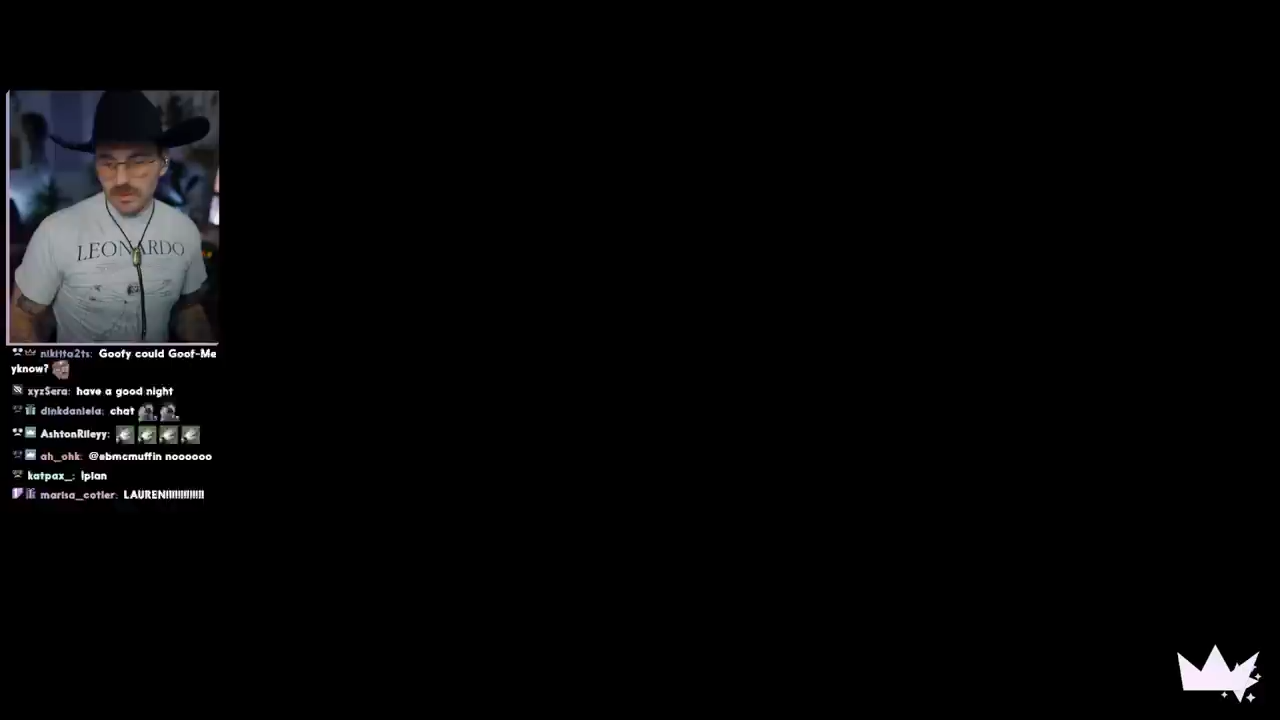 LEONARDO
nikitta2ts: Goofy could Goof-Me
yknow?
xyzSera: have a good night
dinkdaniela: chat
AshtonRileyy:
ah_ohk: @abmcmuffin noooooo
katpax_: !plan
marisa_cotler: LAUREN!!!!!!!!!!!!!